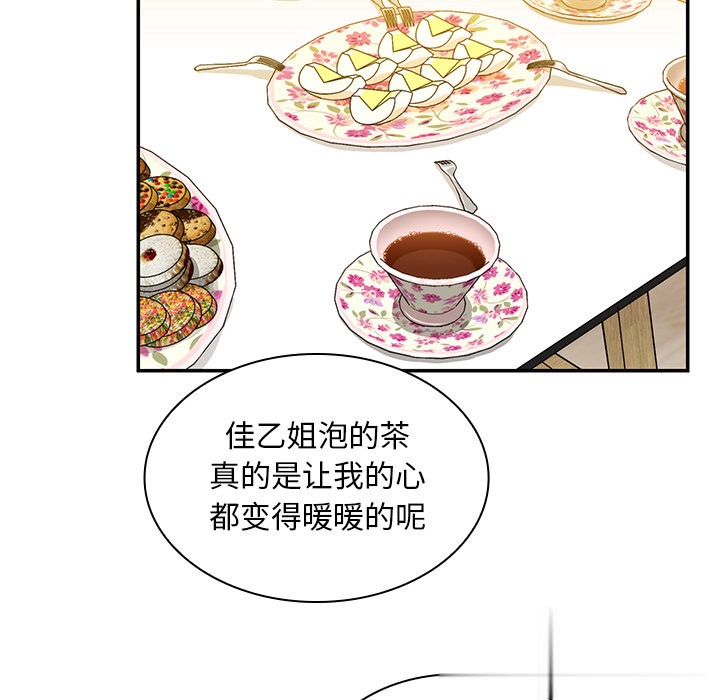 佳乙姐泡的茶
真的是让我的心
都变得暖暖的呢